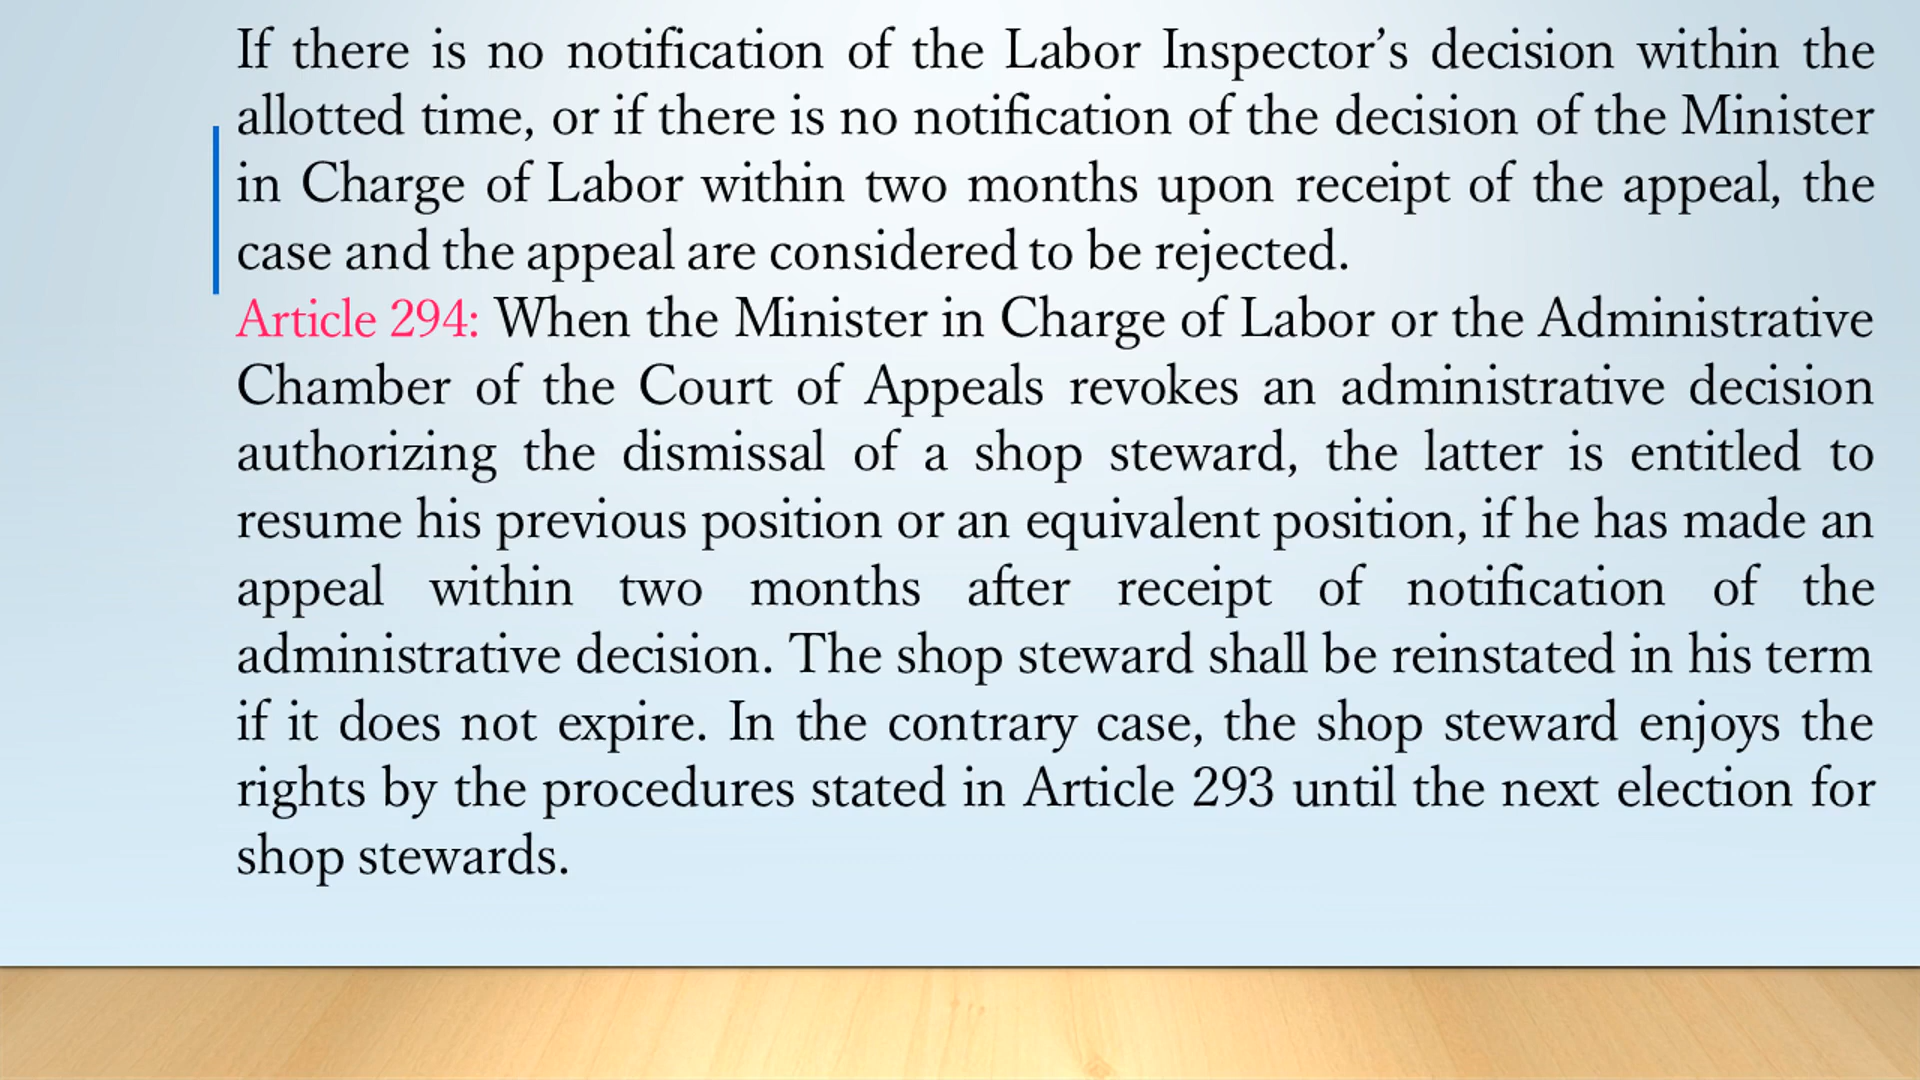 If there is no notification of the Labor Inspector’s decision within the
allotted time, or if there is no notification of the decision of the Minister
in Charge of Labor within two months upon receipt of the appeal, the
case and the appeal are considered to be rejected.
Article 294: When the Minister in Charge of Labor or the Administrative
Chamber of the Court of Appeals revokes an administrative decision
authorizing the dismissal of a shop steward, the latter is entitled to
resume his previous position or an equivalent position, if he has made an
appeal within two months after receipt of notification of the
administrative decision. The shop steward shall be reinstated in his term
if it does not expire. In the contrary case, the shop steward enjoys the
rights by the procedures stated in Article 293 until the next election for
shop stewards.